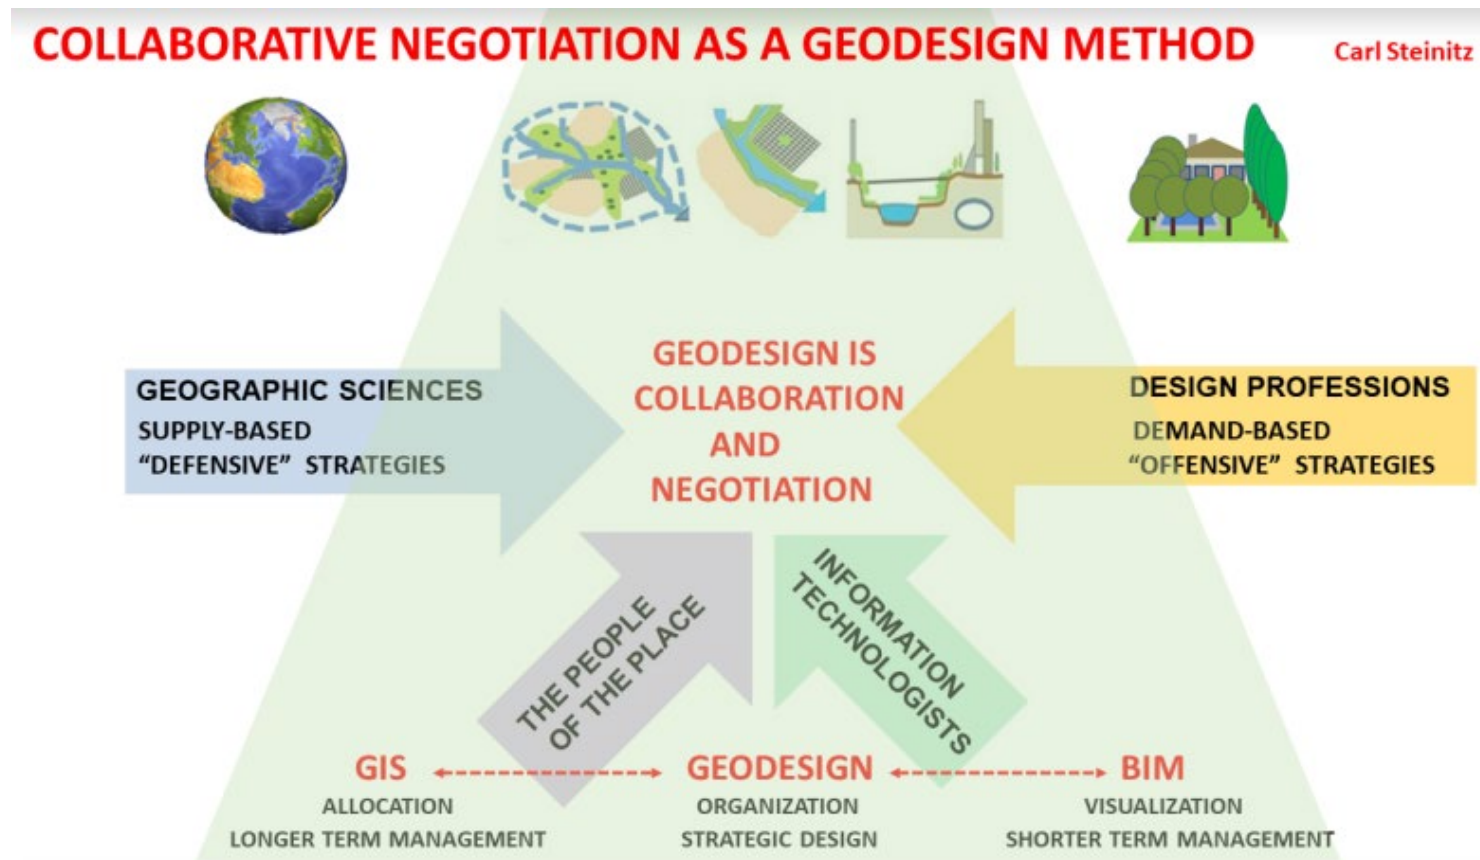 COLLABORATIVE NEGOTIATION AS A GEODESIGN METHOD
Carl Steinitz
GEOGRAPHIC SCIENCES
SUPPLY-BASED
“DEFENSIVE” STRATEGIES
GEODESIGN IS
COLLABORATION
AND
NEGOTIATION
DESIGN PROFESSIONS
DEMAND-BASED
“OFFENSIVE” STRATEGIES
THE PEOPLE
OF THE PLACE
INFORMATION
TECHNOLOGISTS
GIS
ALLOCATION
LONGER TERM MANAGEMENT
GEODESIGN
ORGANIZATION
STRATEGIC DESIGN
BIM
VISUALIZATION
SHORTER TERM MANAGEMENT